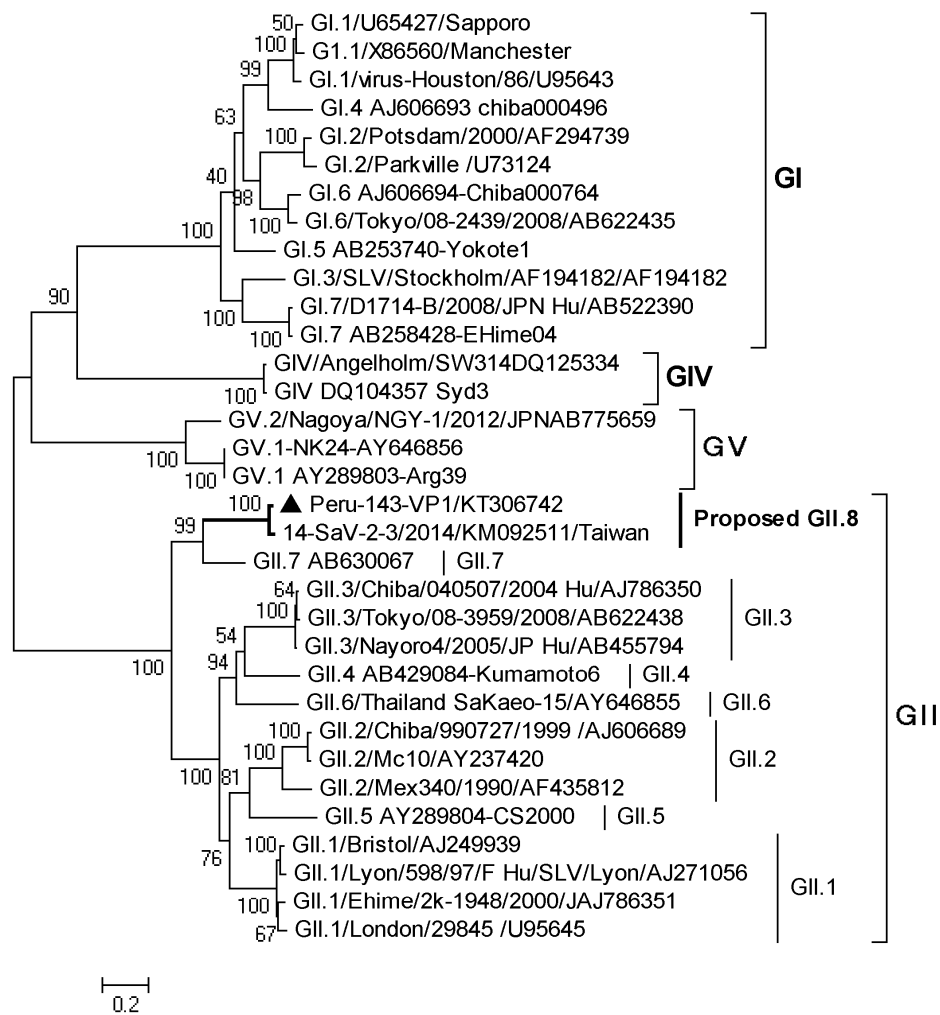 GI.1/U65427/Sapporo
G1.1/X86560/Manchester
GI.1/virus-Houston/86/U95643
GI.4 AJ606693 chiba000496
GI.2/Potsdam/2000/AF294739
GI.2/Parkville /U73124
GI.6 AJ606694-Chiba000764
GI.6/Tokyo/08-2439/2008/AB622435
GI.5 AB253740-Yokote1
GI.3/SLV/Stockholm/AF194182/AF194182
GI.7/D1714-B/2008/JPN Hu/AB522390
GI.7 AB258428-EHime04
GI
GIV/Angelholm/SW314DQ125334
GIV DQ104357 Syd3
GIV
GV.2/Nagoya/NGY-1/2012/JPNAB775659
GV.1-NK24-AY646856
GV.1 AY289803-Arg39
GV
Peru-143-VP1/KT306742
14-SaV-2-3/2014/KM092511/Taiwan
Proposed GII.8
GII.7 AB630067
GII.7
GII.3/Chiba/040507/2004 Hu/AJ786350
GII.3/Tokyo/08-3959/2008/AB622438
GII.3/Nayoro4/2005/JP Hu/AB455794
GII.3
GII.4 AB429084-Kumamoto6
GII.4
GII.6/Thailand SaKaeo-15/AY646855
GII.6
GII.2/Chiba/990727/1999 /AJ606689
GII.2/Mc10/AY237420
GII.2/Mex340/1990/AF435812
GII.2
GII.5 AY289804-CS2000
GII.5
GII.1/Bristol/AJ249939
GII.1/Lyon/598/97/F Hu/SLV/Lyon/AJ271056
GII.1/Ehime/2k-1948/2000/JAJ786351
GII.1/London/29845 /U95645
GII.1
GII
50
100
99
63
100
40
98
100
100
100
100
90
100
100
100
100
99
64
100
54
94
100
100
100
100
81
76
100
100
67
0.2